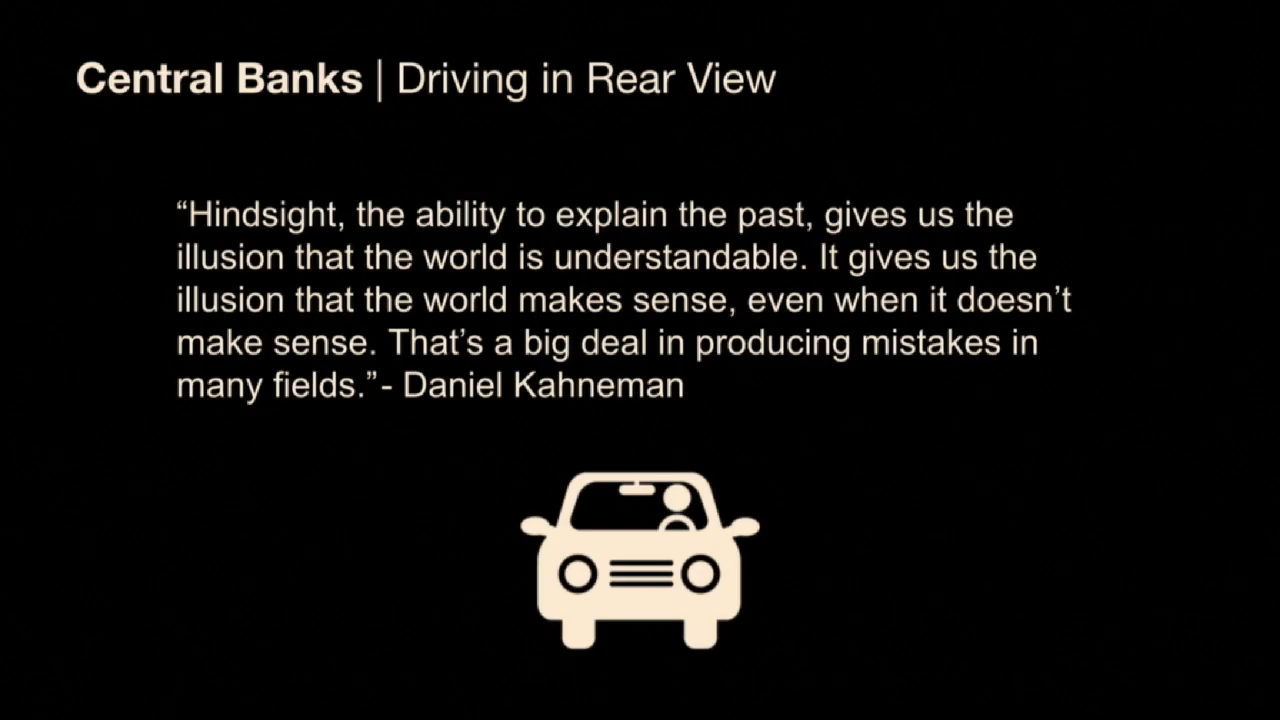 Central Banks | Driving in Rear View
“Hindsight, the ability to explain the past, gives us the
illusion that the world is understandable. It gives us the
illusion that the world makes sense, even when it doesn’t
make sense. That’s a big deal in producing mistakes in
many fields.”- Daniel Kahneman